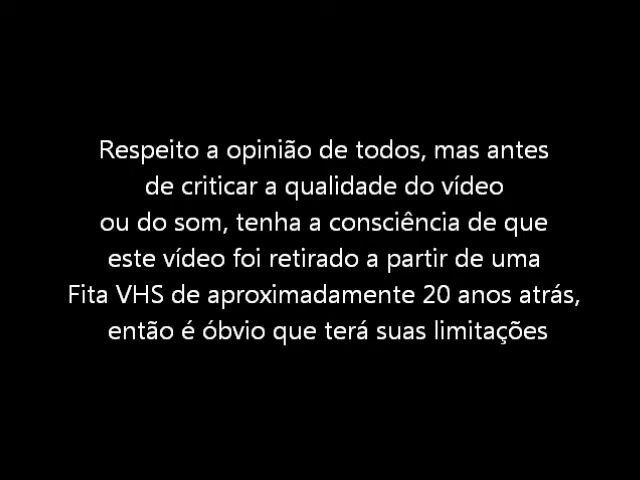 Respeito a opinião de todos, mas antes
de criticar a qualidade do vídeo
ou do som, tenha a consciência de que
este vídeo foi retirado a partir de uma
Fita VHS de aproximadamente 20 anos atrás,
então é óbvio que terá suas limitações